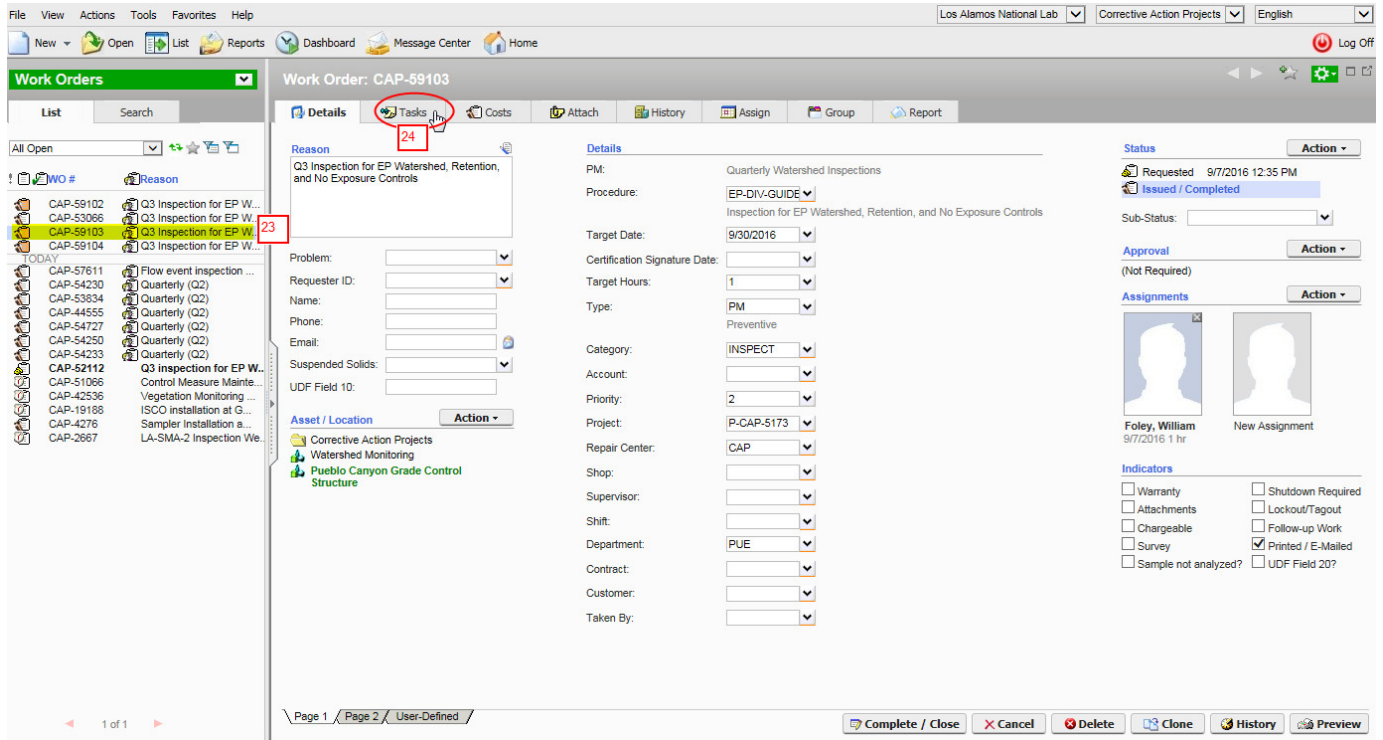 File View Actions Tools Favorites Help
Los Alamos National Lab Corrective Action Projects English
New Open List Reports Dashboard Message Center Home Log Off
Work Orders
List Search
All Open
! WO # Reason
CAP-59102 Q3 Inspection for EP W...
CAP-53066 Q3 Inspection for EP W...
CAP-59103 Q3 Inspection for EP W...
23
CAP-59104 Q3 Inspection for EP W...
TODAY
CAP-57611 Flow event inspection ...
CAP-54230 Quarterly (Q2)
CAP-53834 Quarterly (Q2)
CAP-44555 Quarterly (Q2)
CAP-54727 Quarterly (Q2)
CAP-54250 Quarterly (Q2)
CAP-54233 Quarterly (Q2)
CAP-52112 Q3 inspection for EP W..
CAP-51066 Control Measure Mainte...
CAP-42536 Vegetation Monitoring ...
CAP-19188 ISCO installation at G...
CAP-4276 Sampler Installation a...
CAP-2667 LA-SMA-2 Inspection We..
1 of 1
Work Order: CAP-59103
Details Tasks Costs Attach History Assign Group Report
24
Reason
Q3 Inspection for EP Watershed, Retention,
and No Exposure Controls
Problem:
Requester ID:
Name:
Phone:
Email:
Suspended Solids:
UDF Field 10:
Asset / Location Action
Corrective Action Projects
Watershed Monitoring
Pueblo Canyon Grade Control
Structure
Details
PM: Quarterly Watershed Inspections
Procedure: EP-DIV-GUIDE
Inspection for EP Watershed, Retention, and No Exposure Controls
Target Date: 9/30/2016
Certification Signature Date:
Target Hours: 1
Type: PM
Preventive
Category: INSPECT
Account:
Priority: 2
Project: P-CAP-5173
Repair Center: CAP
Shop:
Supervisor:
Shift:
Department: PUE
Contract:
Customer:
Taken By:
Status Action
Requested 9/7/2016 12:35 PM
Issued / Completed
Sub-Status:
Approval Action
(Not Required)
Assignments Action
Foley, William New Assignment
9/7/2016 1 hr
Indicators
Warranty Shutdown Required
Attachments Lockout/Tagout
Chargeable Follow-up Work
Survey Printed / E-Mailed
Sample not analyzed? UDF Field 20?
Page 1 Page 2 User-Defined
Complete / Close Cancel Delete Clone History Preview